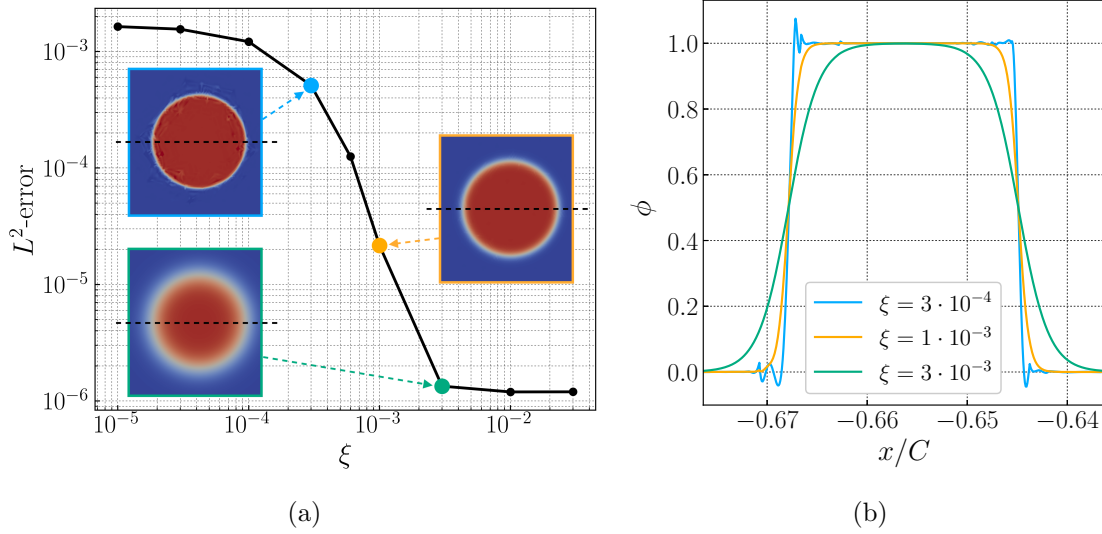 10⁻³
10⁻⁴
10⁻⁵
10⁻⁶
L²-error
10⁻⁵ 10⁻⁴ 10⁻³ 10⁻²
ξ
(a)
1.0
0.8
0.6
0.4
0.2
0.0
ϕ
ξ = 3 · 10⁻⁴
ξ = 1 · 10⁻³
ξ = 3 · 10⁻³
−0.67 −0.66 −0.65 −0.64
x/C
(b)